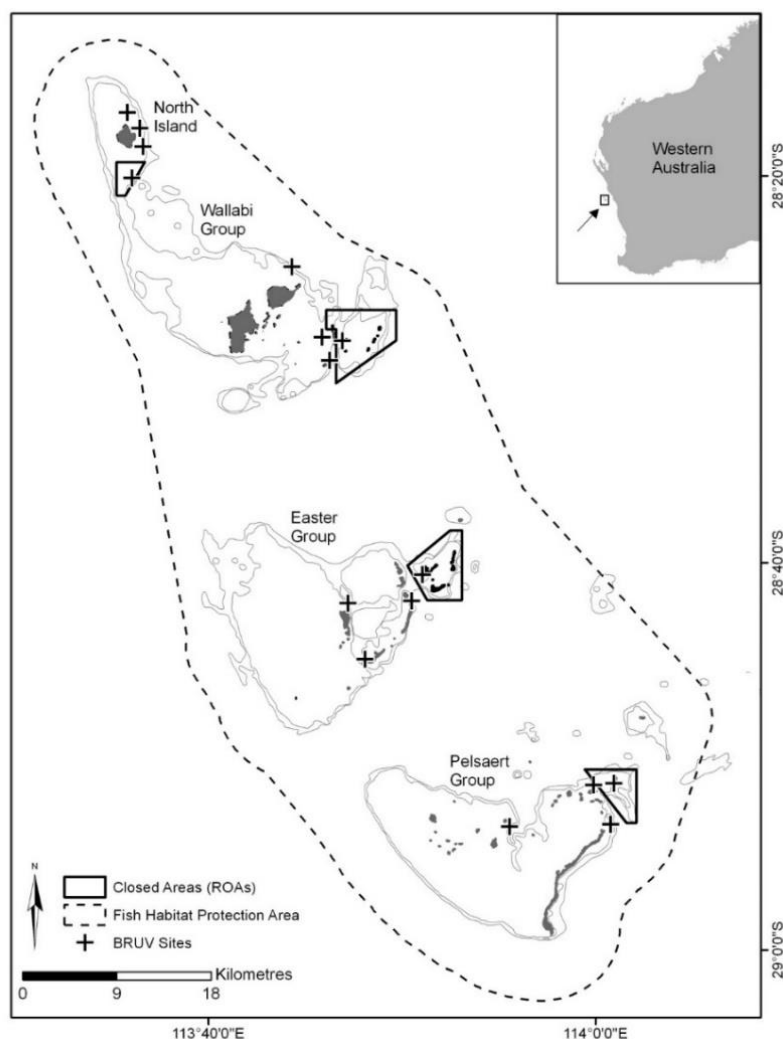 North
Island
Western
Australia
28°20'0"S
Wallabi
Group
Easter
Group
28°40'0"S
Pelsaert
Group
N
Closed Areas (ROAs)
Fish Habitat Protection Area
BRUV Sites
Kilometres
0 9 18
29°0'0"S
113°40'0"E 114°0'0"E